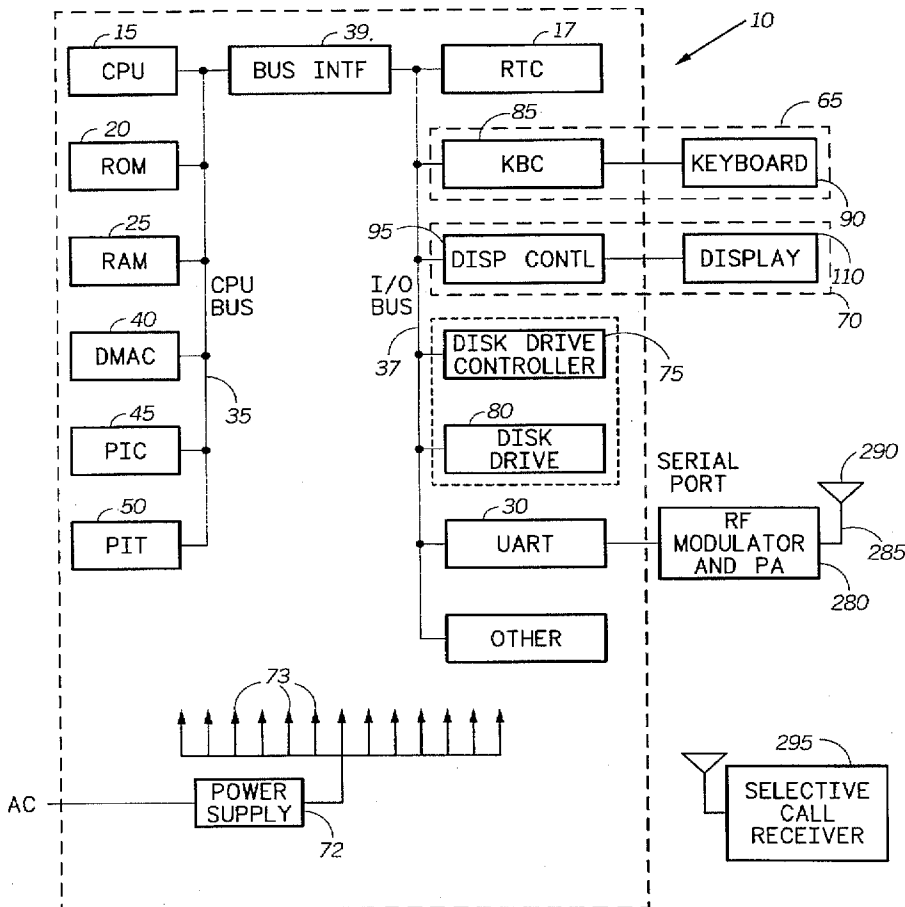 15
39.
17
10
CPU
BUS INTF
RTC
20
85
65
ROM
KBC
KEYBOARD
90
25
95
RAM
CPU
BUS
I/O
BUS
DISP CONTL
DISPLAY
110
70
40
DMAC
35
37
DISK DRIVE
CONTROLLER
75
45
80
PIC
DISK
DRIVE
SERIAL
PORT
290
50
30
PIT
UART
RF
MODULATOR
AND PA
285
280
OTHER
73
295
AC
POWER
SUPPLY
72
SELECTIVE
CALL
RECEIVER